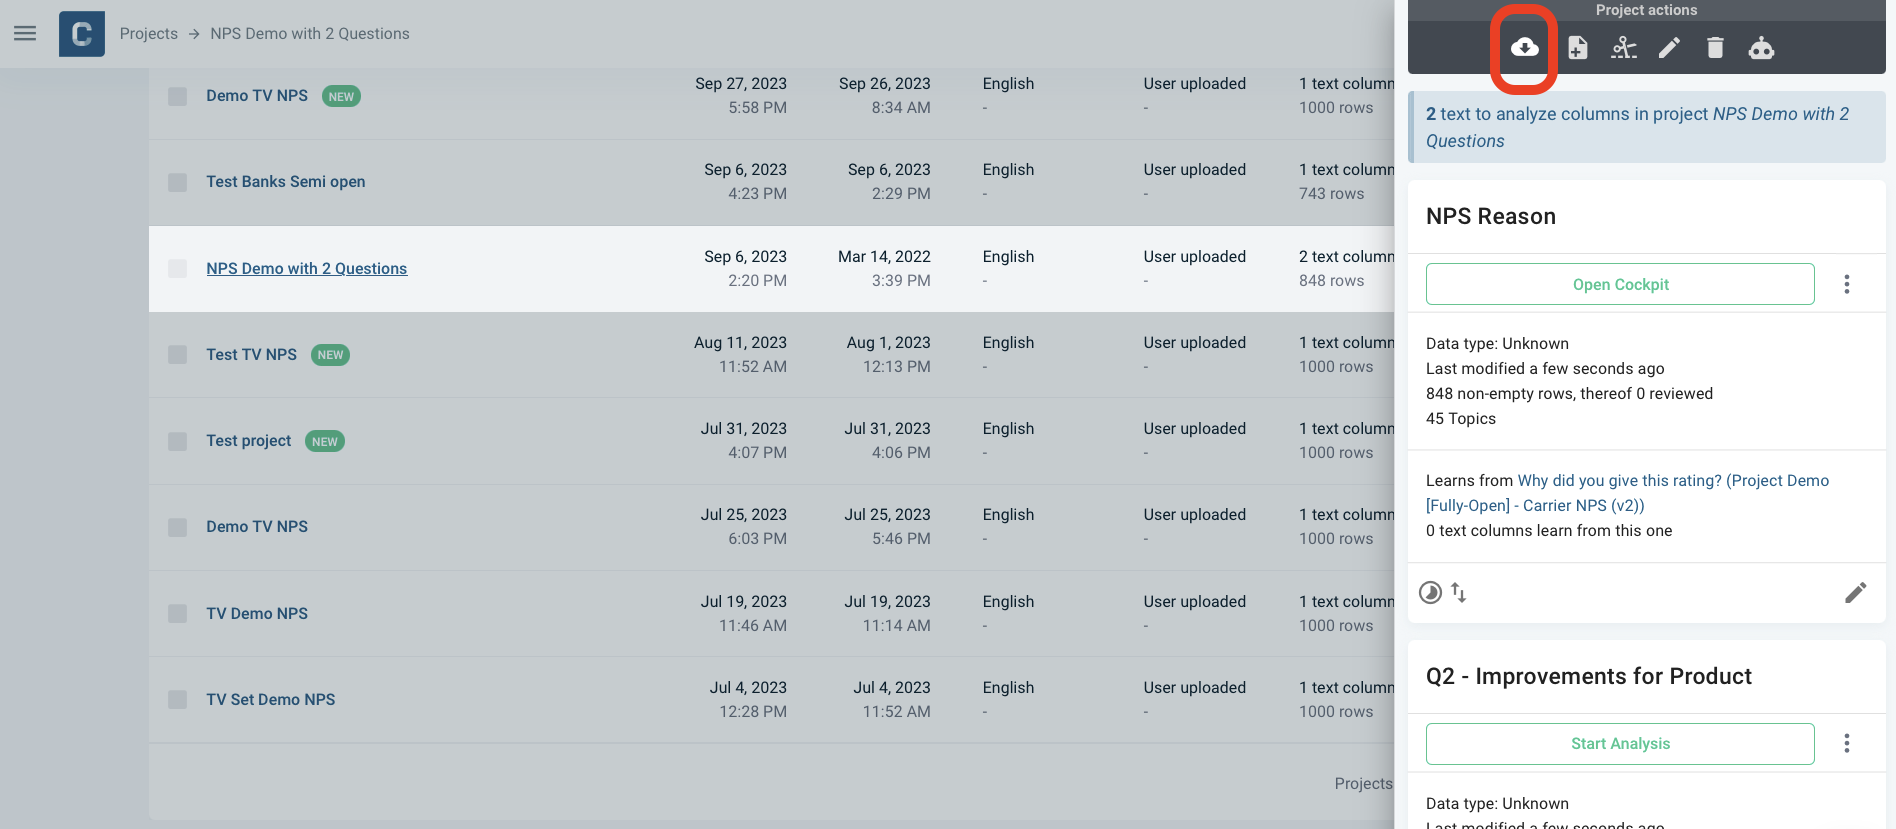 C
Projects → NPS Demo with 2 Questions
Demo TV NPS NEW
Sep 27, 2023
5:58 PM
Sep 26, 2023
8:34 AM
English
-
User uploaded
-
1 text column
1000 rows
Test Banks Semi open
Sep 6, 2023
4:23 PM
Sep 6, 2023
2:29 PM
English
-
User uploaded
-
1 text column
743 rows
NPS Demo with 2 Questions
Sep 6, 2023
2:20 PM
Mar 14, 2022
3:39 PM
English
-
User uploaded
-
2 text column
848 rows
Test TV NPS NEW
Aug 11, 2023
11:52 AM
Aug 1, 2023
12:13 PM
English
-
User uploaded
-
1 text column
1000 rows
Test project NEW
Jul 31, 2023
4:07 PM
Jul 31, 2023
4:06 PM
English
-
User uploaded
-
1 text column
1000 rows
Demo TV NPS
Jul 25, 2023
6:03 PM
Jul 25, 2023
5:46 PM
English
-
User uploaded
-
1 text column
1000 rows
TV Demo NPS
Jul 19, 2023
11:46 AM
Jul 19, 2023
11:14 AM
English
-
User uploaded
-
1 text column
1000 rows
TV Set Demo NPS
Jul 4, 2023
12:28 PM
Jul 4, 2023
11:52 AM
English
-
User uploaded
-
1 text column
1000 rows
Projects
Project actions
2 text to analyze columns in project NPS Demo with 2
Questions
NPS Reason
Open Cockpit
Data type: Unknown
Last modified a few seconds ago
848 non-empty rows, thereof 0 reviewed
45 Topics
Learns from Why did you give this rating? (Project Demo
[Fully-Open] - Carrier NPS (v2))
0 text columns learn from this one
Q2 - Improvements for Product
Start Analysis
Data type: Unknown
Last modified a few seconds ago